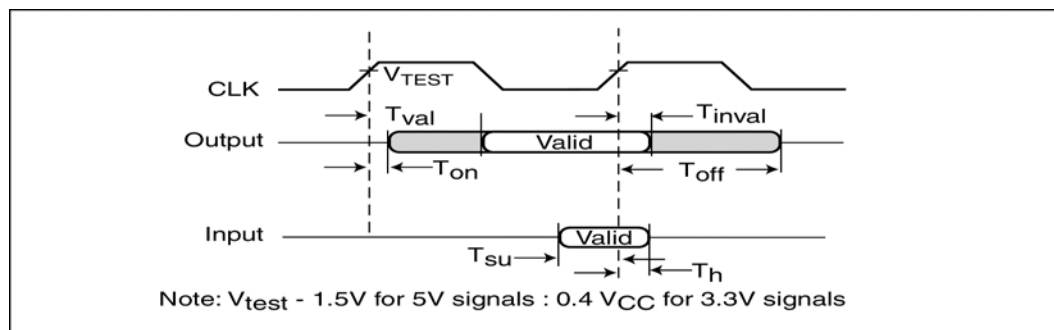 CLK
VTEST
Tval
Tinval
Output
Valid
Ton
Toff
Input
Valid
Tsu
Th
Note: Vtest - 1.5V for 5V signals : 0.4 VCC for 3.3V signals